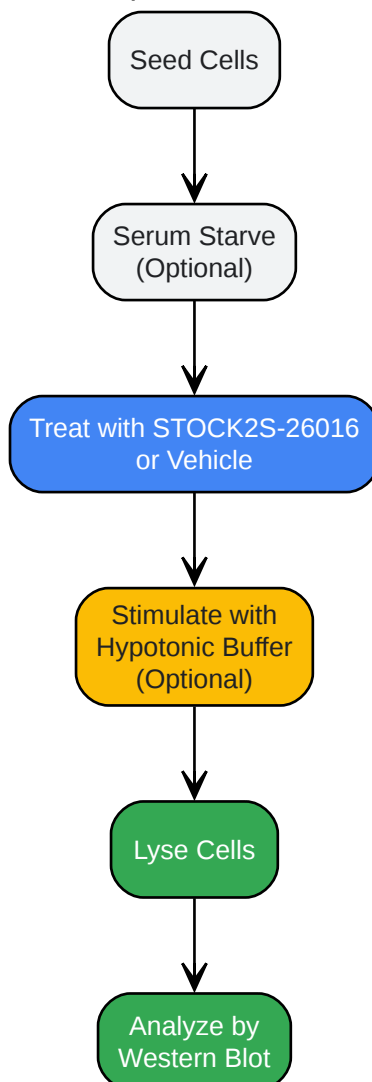 Seed Cells
Serum Starve
(Optional)
Treat with STOCK2S-26016
or Vehicle
Stimulate with
Hypotonic Buffer
(Optional)
Lyse Cells
Analyze by
Western Blot